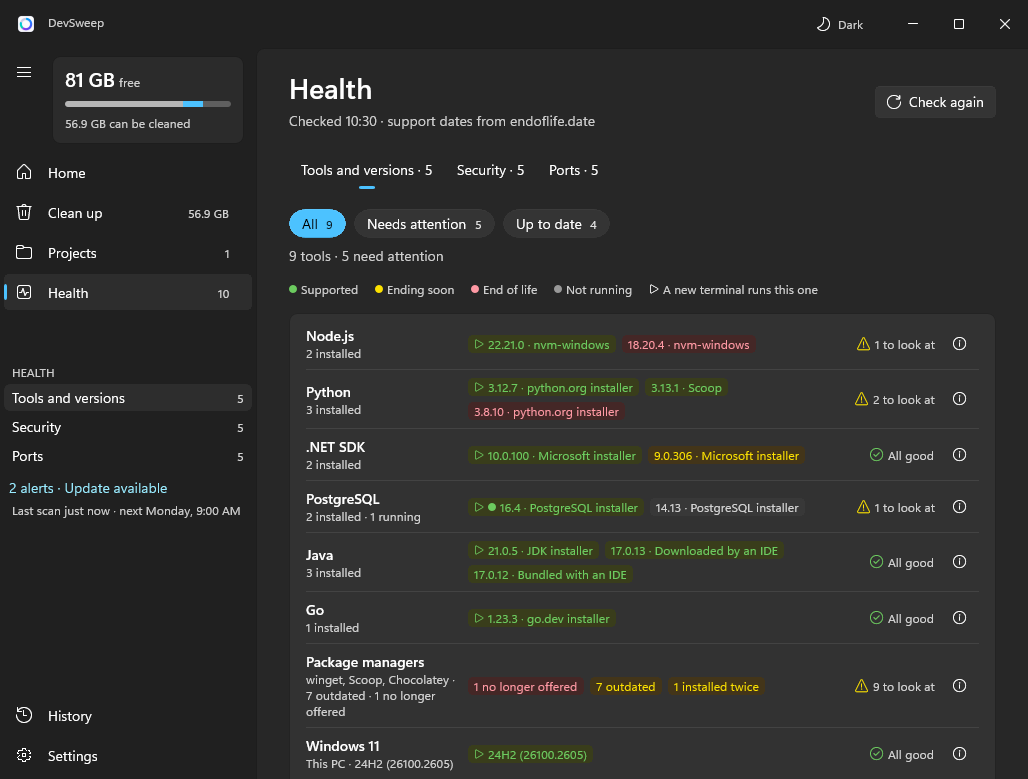 DevSweep
Dark
81 GB free
56.9 GB can be cleaned
Home
Clean up 56.9 GB
Projects 1
Health 10
HEALTH
Tools and versions 5
Security 5
Ports 5
2 alerts · Update available
Last scan just now · next Monday, 9:00 AM
History
Settings
Health
Checked 10:30 · support dates from endoflife.date
Check again
Tools and versions · 5 Security · 5 Ports · 5
All 9 Needs attention 5 Up to date 4
9 tools · 5 need attention
Supported Ending soon End of life Not running A new terminal runs this one
Node.js
2 installed
22.21.0 · nvm-windows 18.20.4 · nvm-windows
1 to look at
Python
3 installed
3.12.7 · python.org installer 3.13.1 · Scoop
3.8.10 · python.org installer
2 to look at
.NET SDK
2 installed
10.0.100 · Microsoft installer 9.0.306 · Microsoft installer
All good
PostgreSQL
2 installed · 1 running
16.4 · PostgreSQL installer 14.13 · PostgreSQL installer
1 to look at
Java
3 installed
21.0.5 · JDK installer 17.0.13 · Downloaded by an IDE
17.0.12 · Bundled with an IDE
All good
Go
1 installed
1.23.3 · go.dev installer
All good
Package managers
winget, Scoop, Chocolatey ·
7 outdated · 1 no longer
offered
1 no longer offered 7 outdated 1 installed twice
9 to look at
Windows 11
This PC · 24H2 (26100.2605)
24H2 (26100.2605)
All good